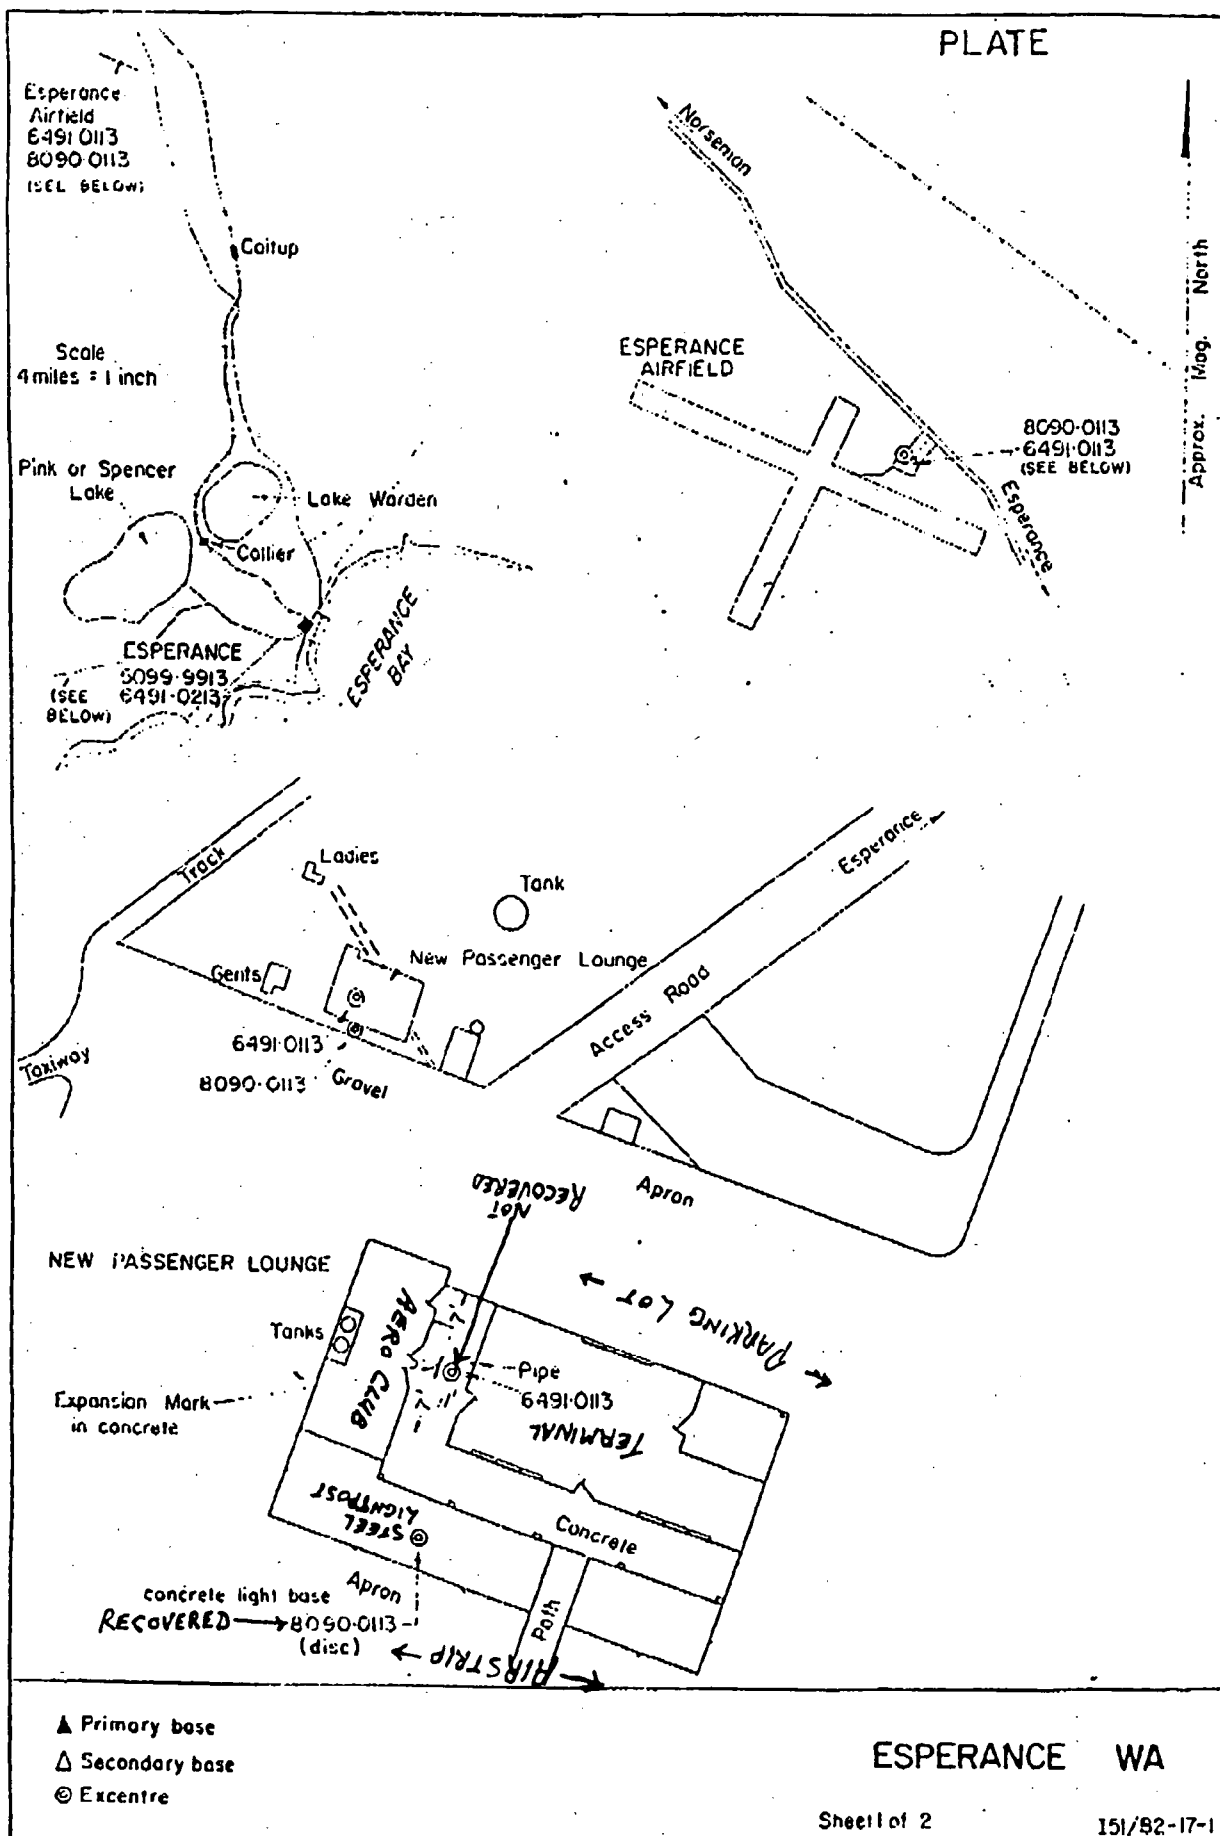 PLATE
Esperance
Airfield
6491·0113
8090·0113
(SEE BELOW)
Gaitup
Scale
4 miles = 1 inch
Pink or Spencer
Lake
Lake Warden
Collier
ESPERANCE
6099·9913
6491·0213
(SEE
BELOW)
ESPERANCE
BAY
Norseman
ESPERANCE
AIRFIELD
8090·0113
6491·0113
(SEE BELOW)
Esperance
Approx. Mag. North
Track
Ladies
Tank
Esperance
New Passenger Lounge
Gents
Access Road
6491·0113
8090·0113
Gravel
Taxiway
Apron
NOT
RECOVERED
NEW PASSENGER LOUNGE
← PARKING LOT →
Tanks
AERO CLUB
Pipe
6491·0113
Expansion Mark
in concrete
TERMINAL
STEEL
LIGHTPOST
Concrete
Apron
Path
concrete light base
RECOVERED → 8090·0113
(disc)
← AIRSTRIP →
▲ Primary base
△ Secondary base
◎ Excentre
ESPERANCE WA
Sheet 1 of 2
I51/B2-17-1